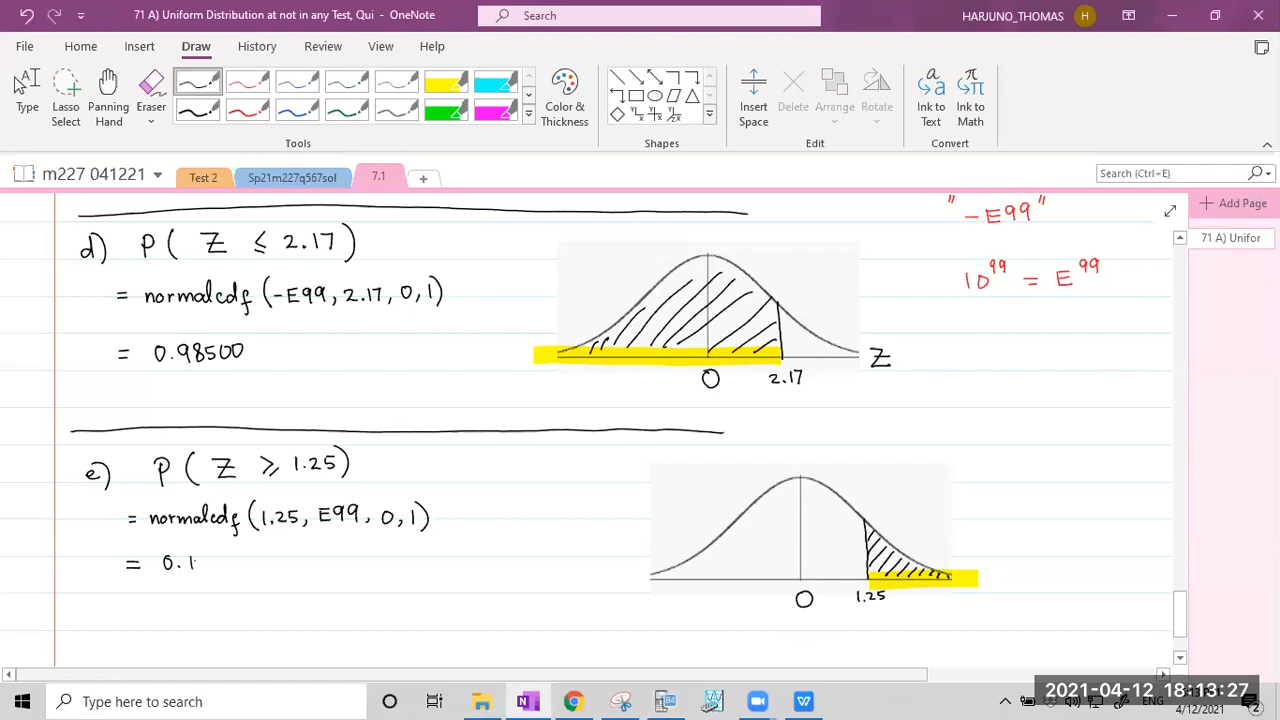 71 A) Uniform Distribution at not in any Test, Qui - OneNote
Search
HARJUNO_THOMAS
H
File Home Insert Draw View History Review View Help
Type
Lasso Select
Panning Hand
Eraser
Color & Thickness
Insert Space
Delete
Arrange
Rotate
Ink to Text
Ink to Math
Tools
Shapes
Edit
Convert
m227 041221
Test 2
Sp21m227q567sol
7.1
Search (Ctrl+E)
Add Page
71 A) Unifor
"-E99"
10^99 = E^99
d) P( Z ≤ 2.17)
= normalcdf (-E99, 2.17, 0, 1)
= 0.98500
0 2.17 Z
e) P( Z ≥ 1.25)
= normalcdf (1.25, E99, 0, 1)
= 0.1
0 1.25
Type here to search
2021-04-12 18:13:27
4/12/2021
2